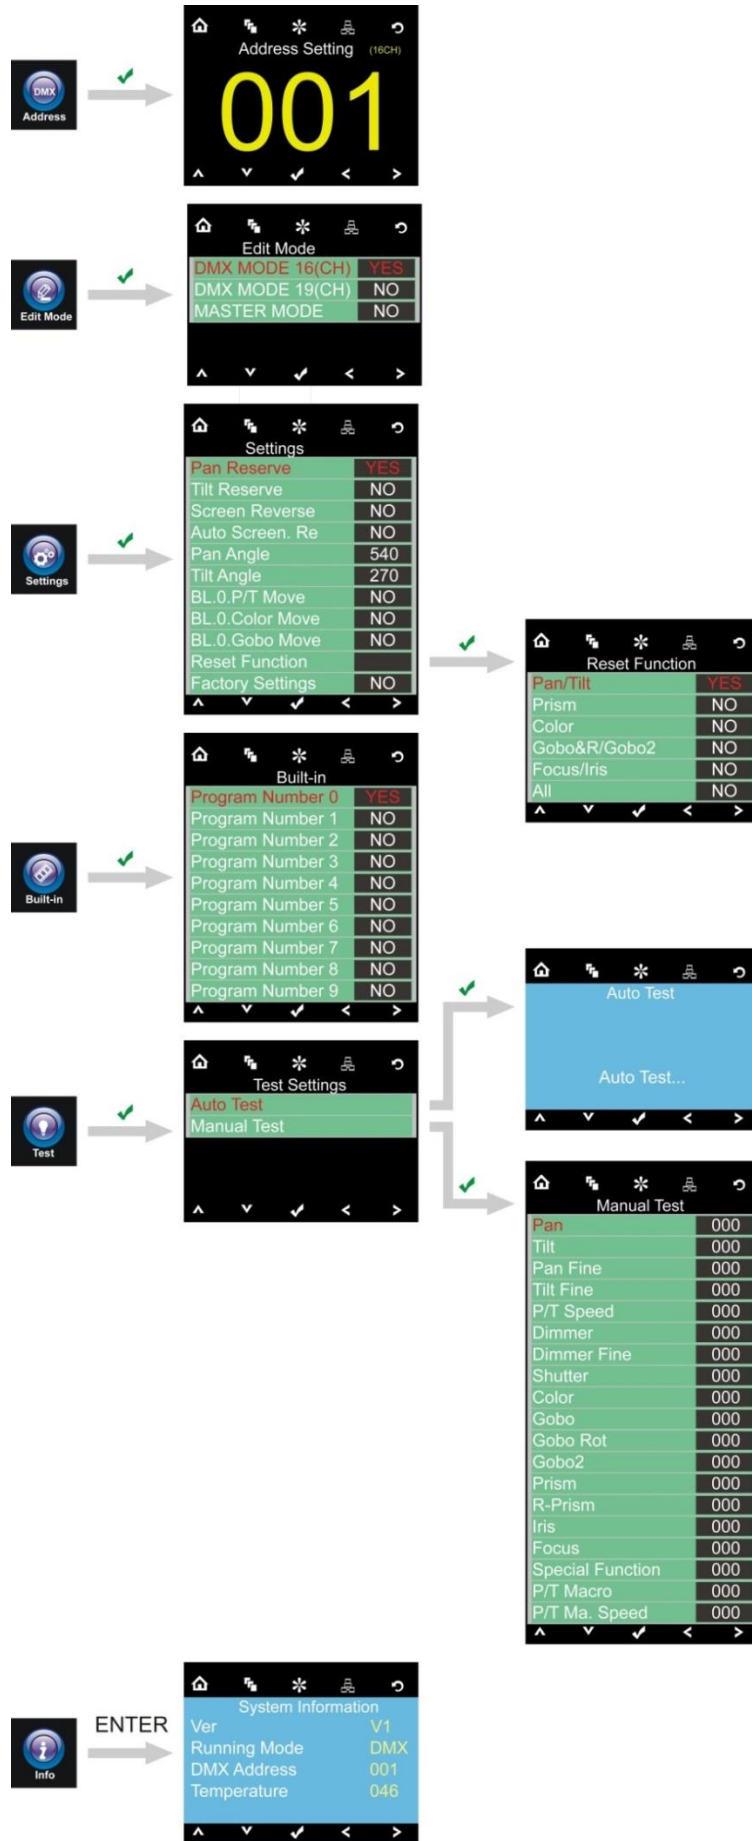 Address Setting (16CH)
DMX
Address
001
Edit Mode
DMX MODE 16(CH) YES
DMX MODE 19(CH) NO
MASTER MODE NO
Edit Mode
Settings
Pan Reserve YES
Tilt Reserve NO
Screen Reverse NO
Auto Screen. Re NO
Pan Angle 540
Tilt Angle 270
BL.0.P/T Move NO
BL.0.Color Move NO
BL.0.Gobo Move NO
Reset Function
Factory Settings NO
Settings
Reset Function
Pan/Tilt YES
Prism NO
Color NO
Gobo&R/Gobo2 NO
Focus/Iris NO
All NO
Built-in
Program Number 0 YES
Program Number 1 NO
Program Number 2 NO
Program Number 3 NO
Program Number 4 NO
Program Number 5 NO
Program Number 6 NO
Program Number 7 NO
Program Number 8 NO
Program Number 9 NO
Built-in
Test Settings
Auto Test
Manual Test
Test
Auto Test
Auto Test...
Manual Test
Pan 000
Tilt 000
Pan Fine 000
Tilt Fine 000
P/T Speed 000
Dimmer 000
Dimmer Fine 000
Shutter 000
Color 000
Gobo 000
Gobo Rot 000
Gobo2 000
Prism 000
R-Prism 000
Iris 000
Focus 000
Special Function 000
P/T Macro 000
P/T Ma. Speed 000
Info
ENTER
System Information
Ver V1
Running Mode DMX
DMX Address 001
Temperature 046